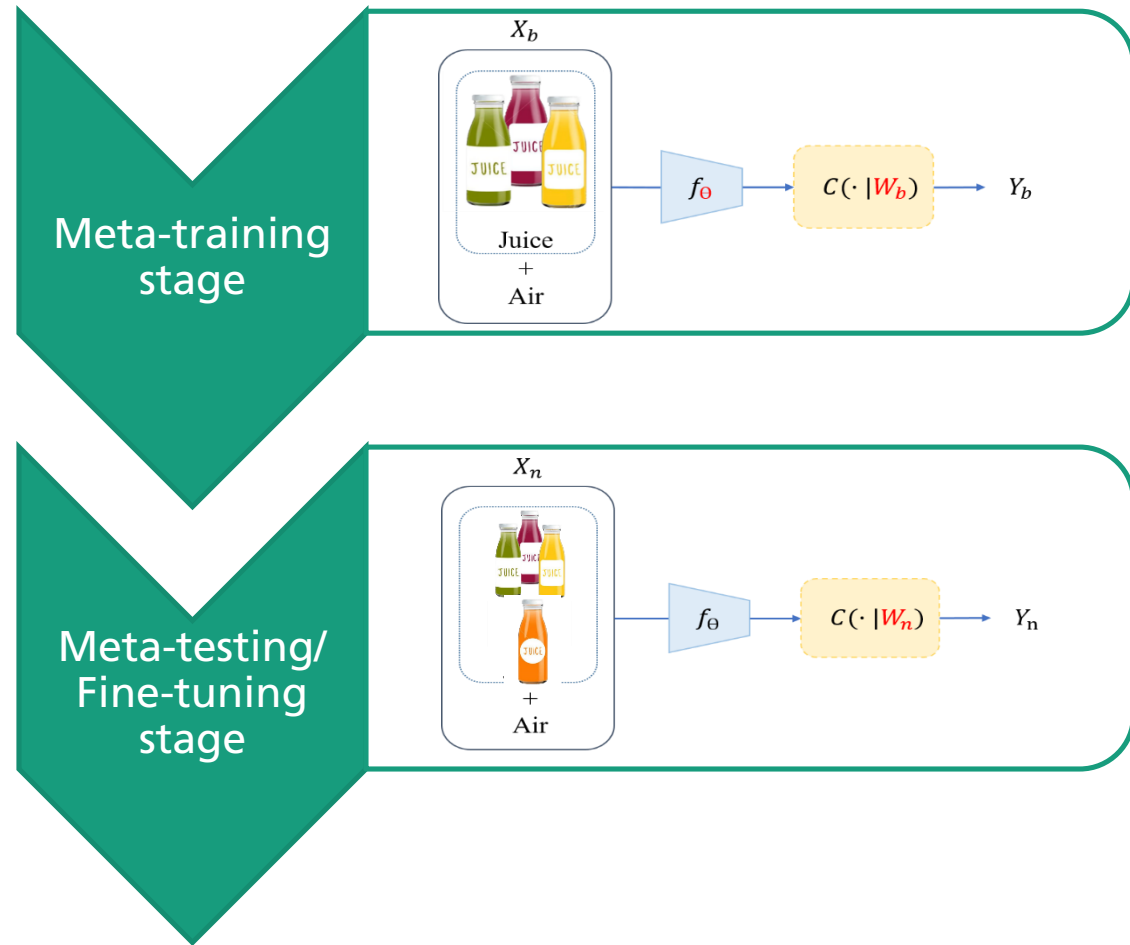 Meta-training
stage
X_b
JUICE
JUICE
JUICE
Juice
+
Air
f_Θ
C(· |W_b)
Y_b
Meta-testing/
Fine-tuning
stage
X_n
JUICE
JUICE
JUICE
JUICE
+
Air
f_Θ
C(· |W_n)
Y_n